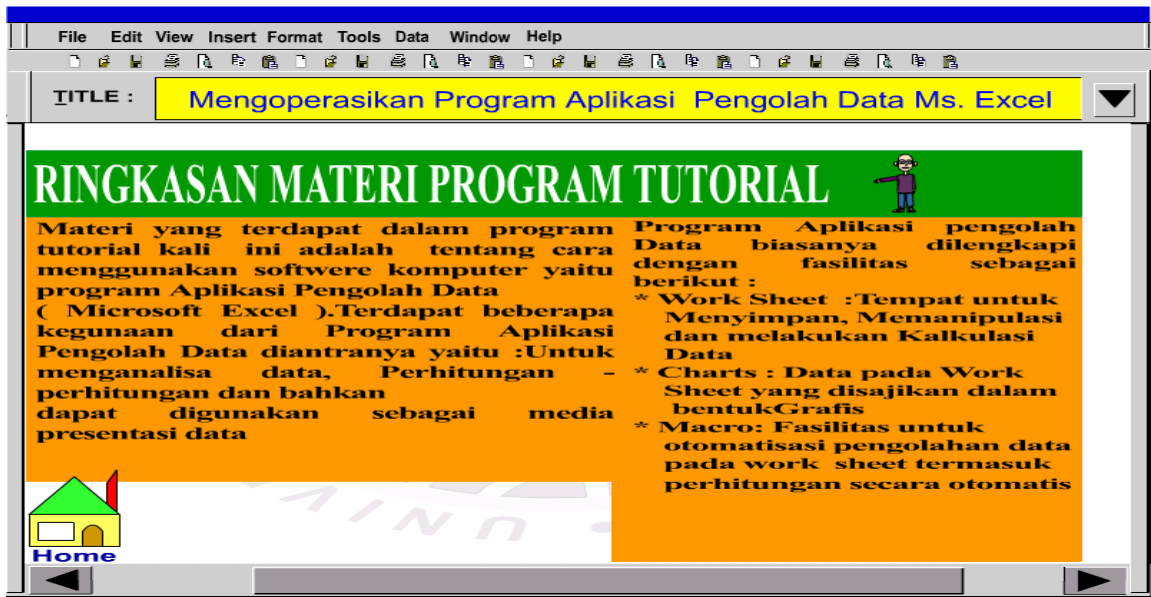 File Edit View Insert Format Tools Data Window Help
TITLE : Mengoperasikan Program Aplikasi Pengolah Data Ms. Excel
RINGKASAN MATERI PROGRAM TUTORIAL
Materi yang terdapat dalam program
tutorial kali ini adalah tentang cara
menggunakan softwere komputer yaitu
program Aplikasi Pengolah Data
( Microsoft Excel ).Terdapat beberapa
kegunaan dari Program Aplikasi
Pengolah Data diantranya yaitu :Untuk
menganalisa data, Perhitungan -
perhitungan dan bahkan
dapat digunakan sebagai media
presentasi data
Program Aplikasi pengolah
Data biasanya dilengkapi
dengan fasilitas sebagai
berikut :
* Work Sheet :Tempat untuk
Menyimpan, Memanipulasi
dan melakukan Kalkulasi
Data
* Charts : Data pada Work
Sheet yang disajikan dalam
bentukGrafis
* Macro: Fasilitas untuk
otomatisasi pengolahan data
pada work sheet termasuk
perhitungan secara otomatis
Home